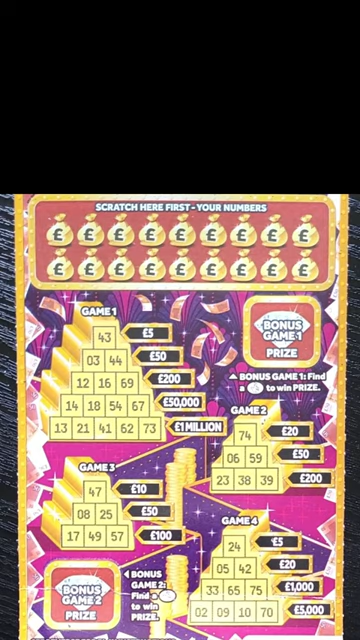 SCRATCH HERE FIRST - YOUR NUMBERS
£ £ £ £ £ £ £ £ £
£ £ £ £ £ £ £ £ £
GAME 1
43 £5
03 44 £50
12 16 69 £200
14 18 54 67 £50,000
13 21 41 62 73 £1 MILLION
BONUS
GAME 1
PRIZE
BONUS GAME 1: Find
a to win PRIZE.
GAME 2
74 £20
06 59 £50
23 38 39 £200
GAME 3
47 £10
08 25 £50
17 49 57 £100
GAME 4
24 £5
05 42 £20
33 65 75 £1,000
02 09 10 70 £5,000
BONUS
GAME 2
PRIZE
BONUS
GAME 2:
Find
a
to win
PRIZE.